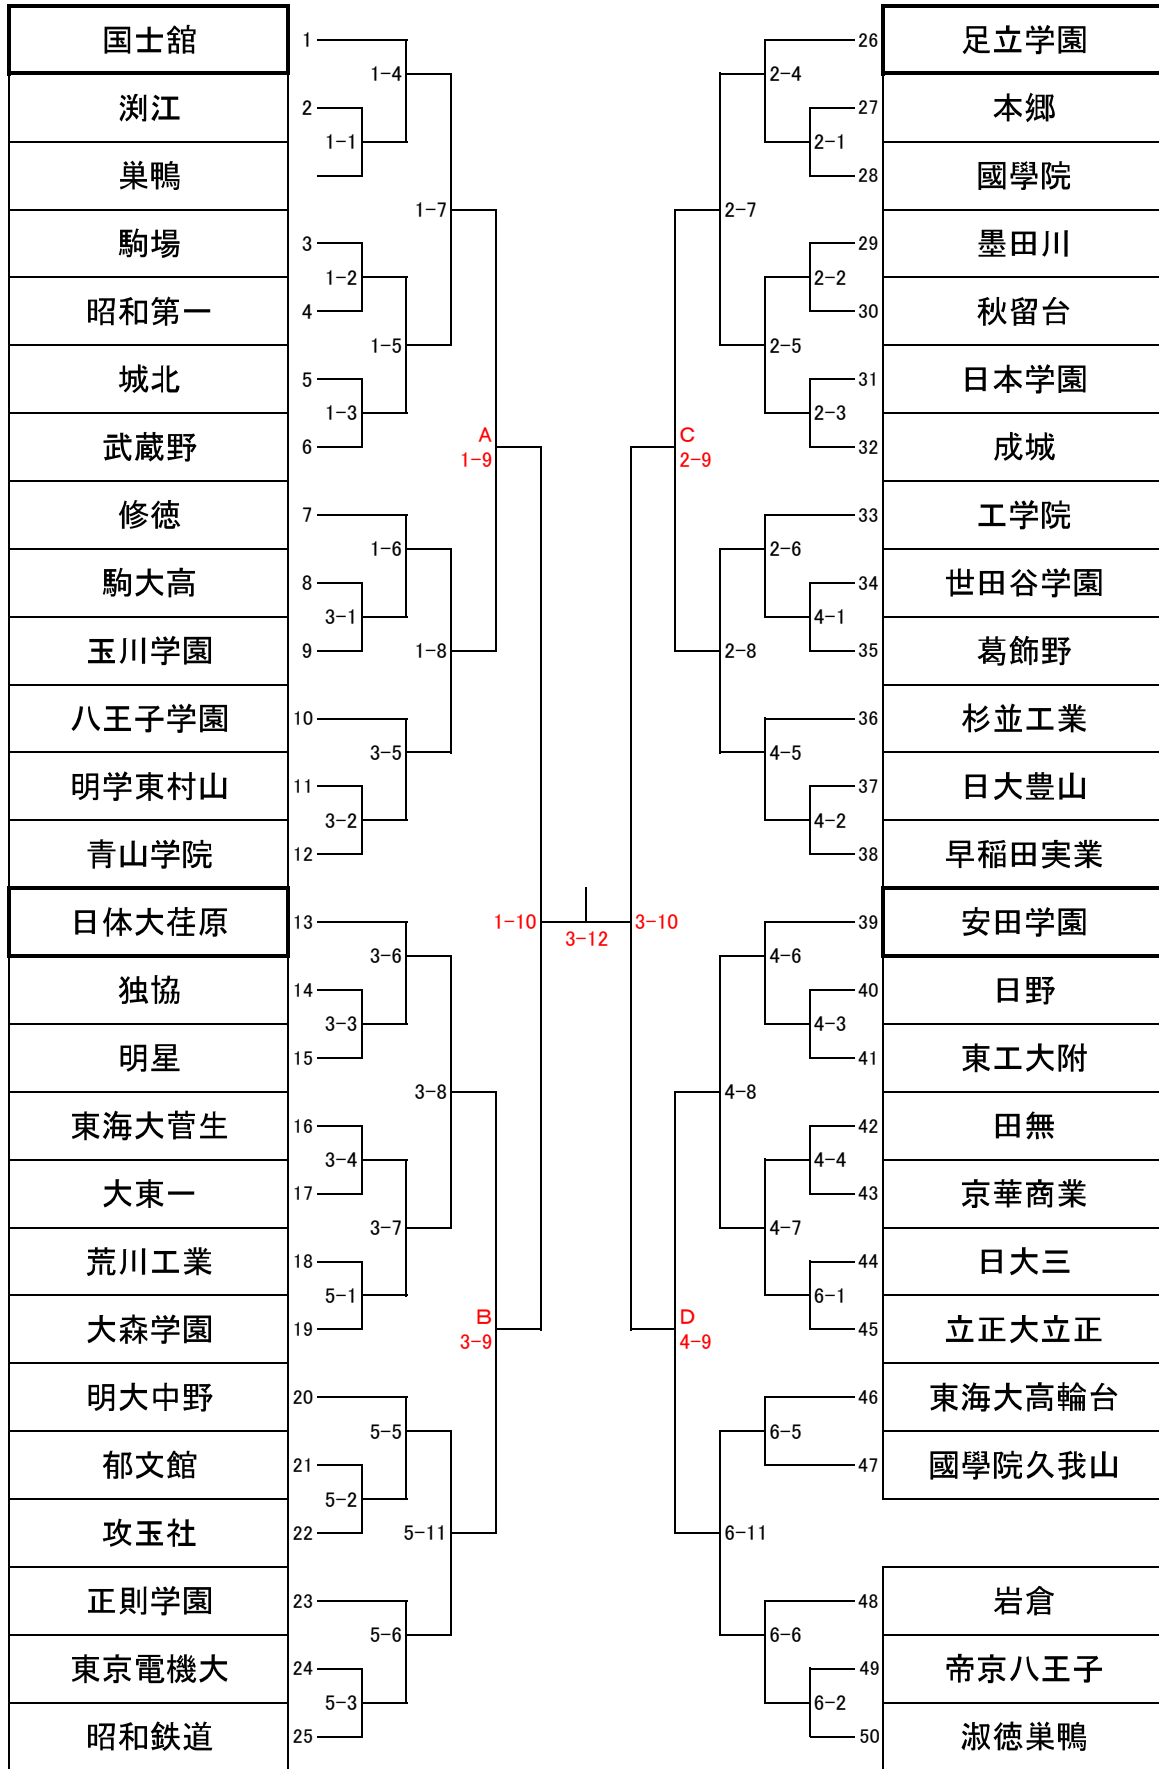 国士舘 1
渕江 2
巣鴨
駒場 3
昭和第一 4
城北 5
武蔵野 6
修徳 7
駒大高 8
玉川学園 9
八王子学園 10
明学東村山 11
青山学院 12
日体大荏原 13
独協 14
明星 15
東海大菅生 16
大東一 17
荒川工業 18
大森学園 19
明大中野 20
郁文館 21
攻玉社 22
正則学園 23
東京電機大 24
昭和鉄道 25
1-4
1-1
1-7
1-2
1-5
1-3
A
1-9
1-6
3-1
1-8
3-5
3-2
1-10
3-6
3-3
3-8
3-4
3-7
5-1
B
3-9
5-5
5-2
5-11
5-6
5-3
3-12
3-10
2-4
2-1
2-7
2-2
2-5
2-3
C
2-9
2-6
4-1
2-8
4-5
4-2
4-6
4-3
4-8
4-4
4-7
6-1
D
4-9
6-5
6-11
6-6
6-2
26 足立学園
27 本郷
28 國學院
29 墨田川
30 秋留台
31 日本学園
32 成城
33 工学院
34 世田谷学園
35 葛飾野
36 杉並工業
37 日大豊山
38 早稲田実業
39 安田学園
40 日野
41 東工大附
42 田無
43 京華商業
44 日大三
45 立正大立正
46 東海大高輪台
47 國學院久我山
48 岩倉
49 帝京八王子
50 淑徳巣鴨